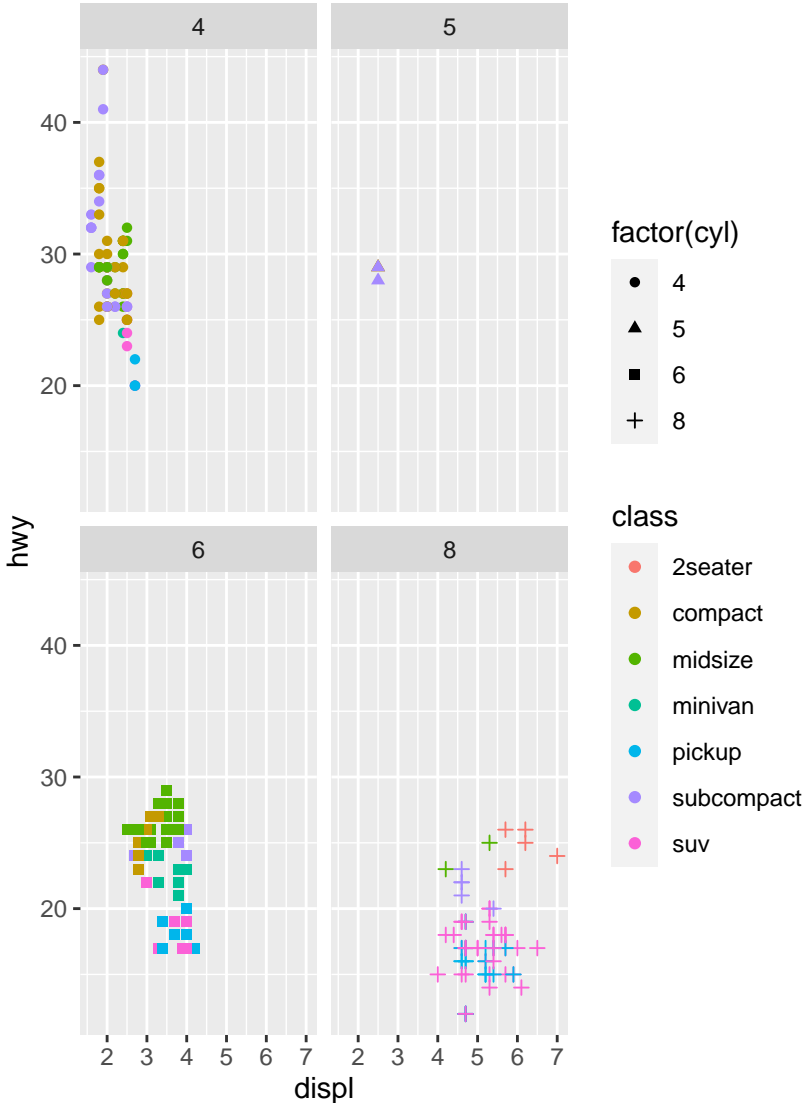 4
5
40
30
20
6
8
40
30
20
2 3 4 5 6 7
2 3 4 5 6 7
displ
hwy
factor(cyl)
4
5
6
8
class
2seater
compact
midsize
minivan
pickup
subcompact
suv